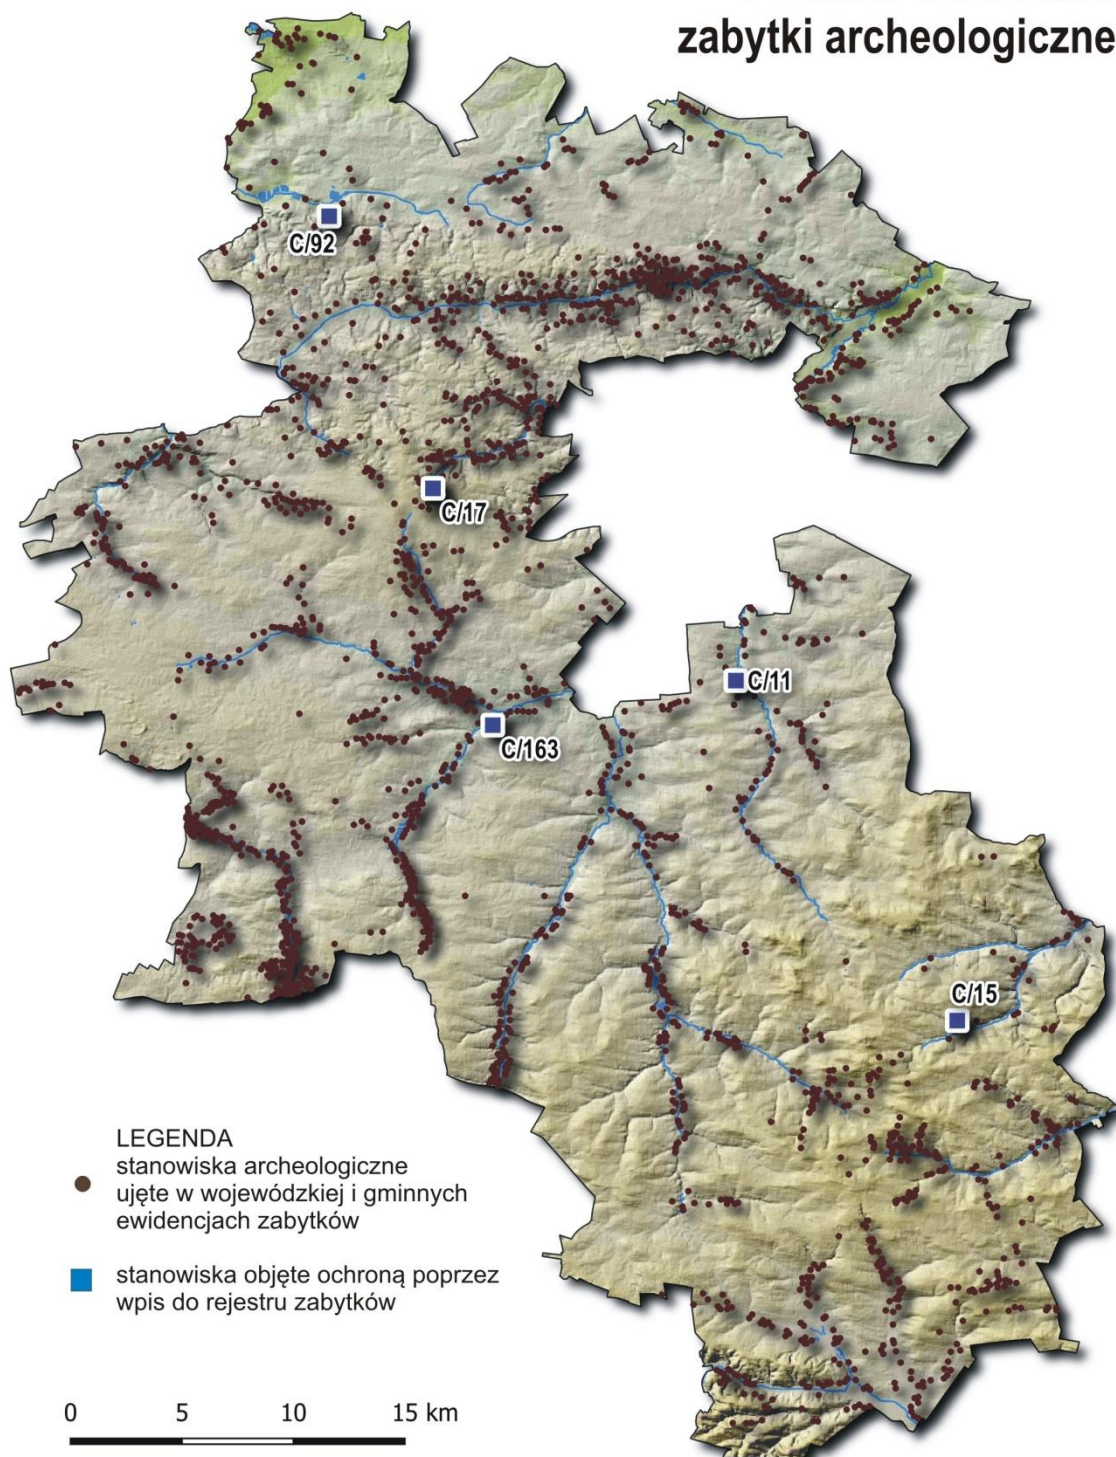 zabytki archeologiczne
C/92
C/17
C/11
C/163
C/15
LEGENDA
stanowiska archeologiczne
ujęte w wojewódzkiej i gminnych
ewidencjach zabytków
stanowiska objęte ochroną poprzez
wpis do rejestru zabytków
0 5 10 15 km